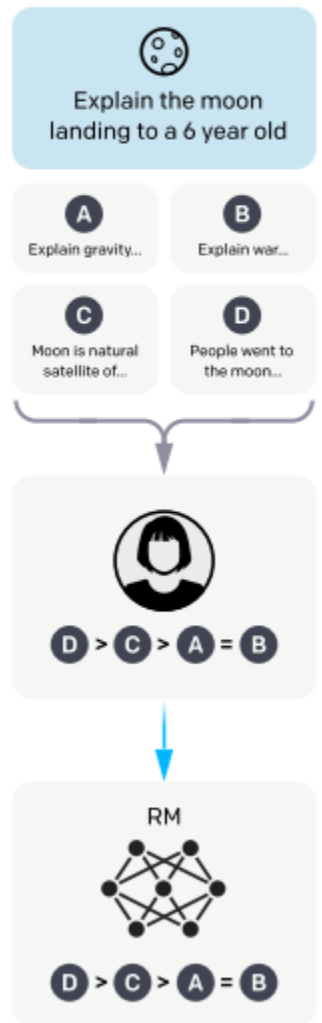 Explain the moon
landing to a 6 year old
A
Explain gravity...
B
Explain war...
C
Moon is natural
satellite of...
D
People went to
the moon...
D > C > A = B
RM
D > C > A = B